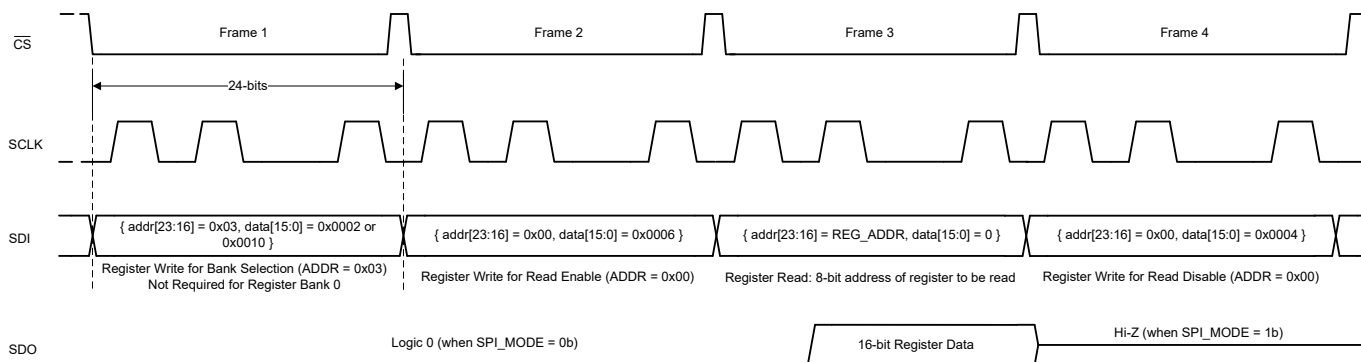 CS
Frame 1
Frame 2
Frame 3
Frame 4
24-bits
SCLK
SDI
{ addr[23:16] = 0x03, data[15:0] = 0x0002 or
0x0010 }
{ addr[23:16] = 0x00, data[15:0] = 0x0006 }
{ addr[23:16] = REG_ADDR, data[15:0] = 0 }
{ addr[23:16] = 0x00, data[15:0] = 0x0004 }
Register Write for Bank Selection (ADDR = 0x03)
Not Required for Register Bank 0
Register Write for Read Enable (ADDR = 0x00)
Register Read: 8-bit address of register to be read
Register Write for Read Disable (ADDR = 0x00)
SDO
Logic 0 (when SPI_MODE = 0b)
16-bit Register Data
Hi-Z (when SPI_MODE = 1b)